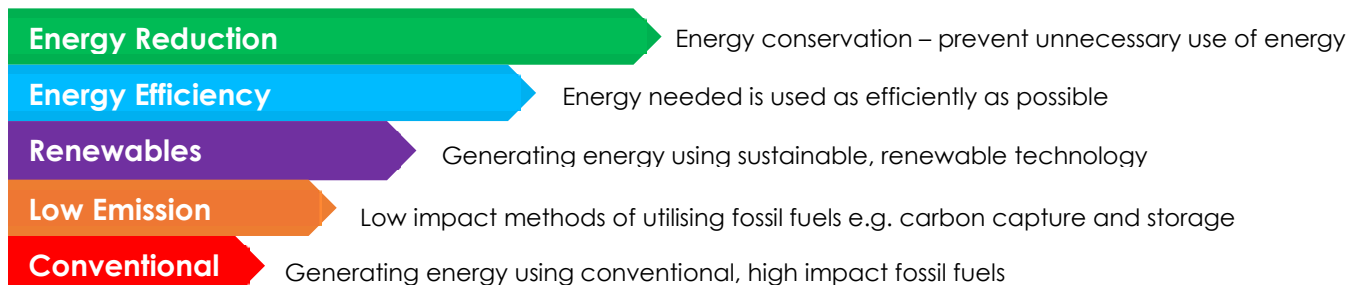 Energy Reduction Energy conservation – prevent unnecessary use of energy
Energy Efficiency Energy needed is used as efficiently as possible
Renewables Generating energy using sustainable, renewable technology
Low Emission Low impact methods of utilising fossil fuels e.g. carbon capture and storage
Conventional Generating energy using conventional, high impact fossil fuels